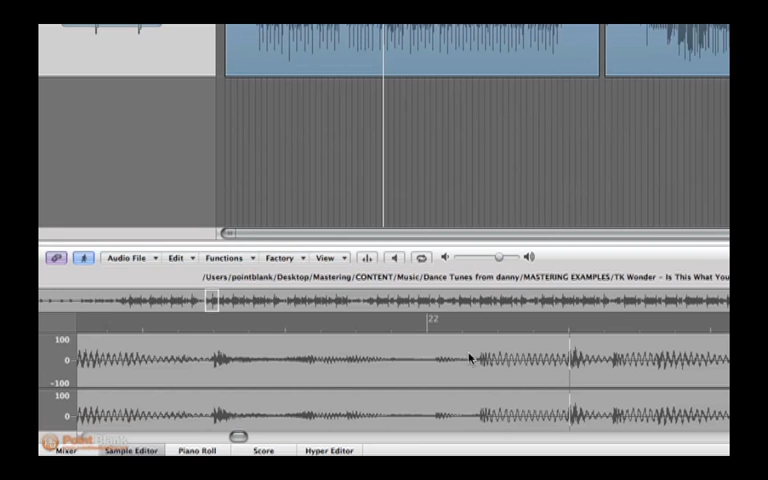 Audio File Edit Functions Factory View
/Users/pointblank/Desktop/Mastering/CONTENT/Music/Dance Tunes from danny/MASTERING EXAMPLES/TK Wonder – Is This What You
22
100
0
-100
100
0
Point Blank
Mixer Sample Editor Piano Roll Score Hyper Editor